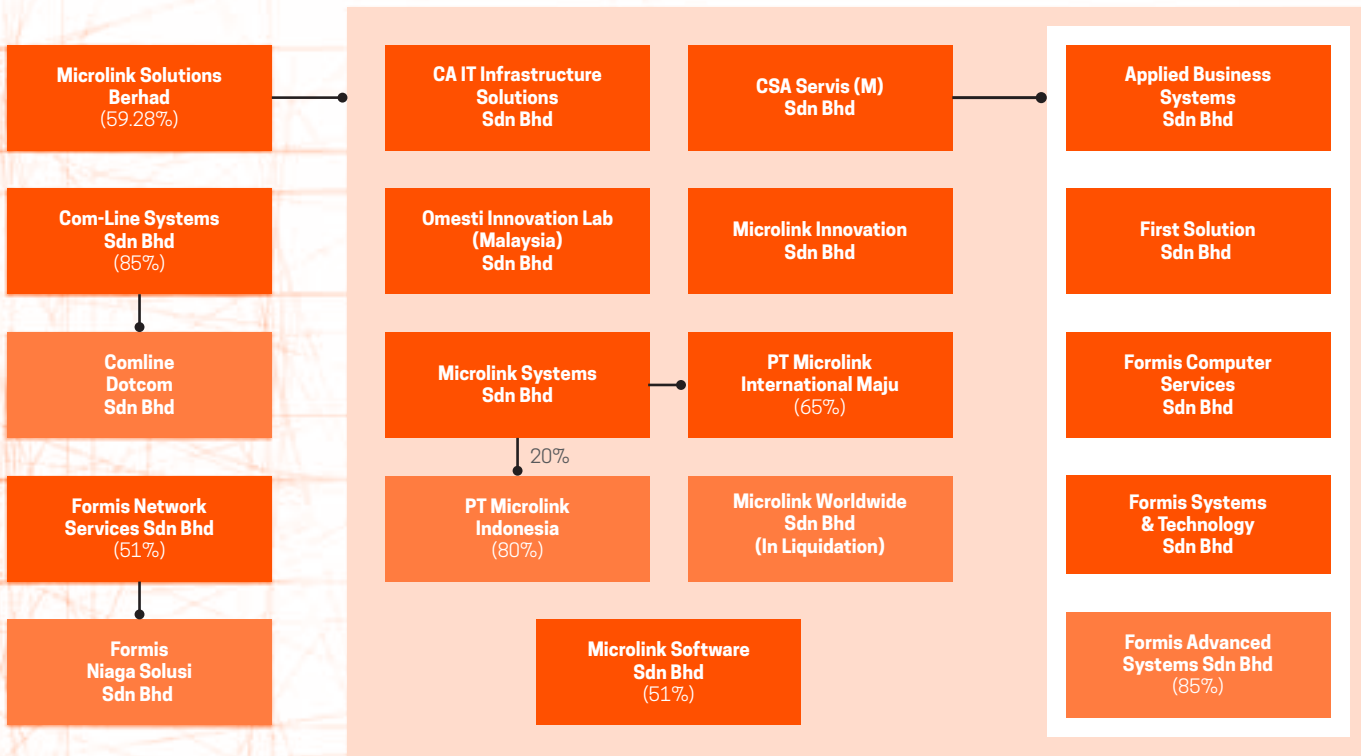 Microlink Solutions
Berhad
(59.28%)
Com-Line Systems
Sdn Bhd
(85%)
Comline
Dotcom
Sdn Bhd
Formis Network
Services Sdn Bhd
(51%)
Formis
Niaga Solusi
Sdn Bhd
CA IT Infrastructure
Solutions
Sdn Bhd
CSA Servis (M)
Sdn Bhd
Omesti Innovation Lab
(Malaysia)
Sdn Bhd
Microlink Innovation
Sdn Bhd
Microlink Systems
Sdn Bhd
PT Microlink
International Maju
(65%)
20%
PT Microlink
Indonesia
(80%)
Microlink Worldwide
Sdn Bhd
(In Liquidation)
Microlink Software
Sdn Bhd
(51%)
Applied Business
Systems
Sdn Bhd
First Solution
Sdn Bhd
Formis Computer
Services
Sdn Bhd
Formis Systems
& Technology
Sdn Bhd
Formis Advanced
Systems Sdn Bhd
(85%)